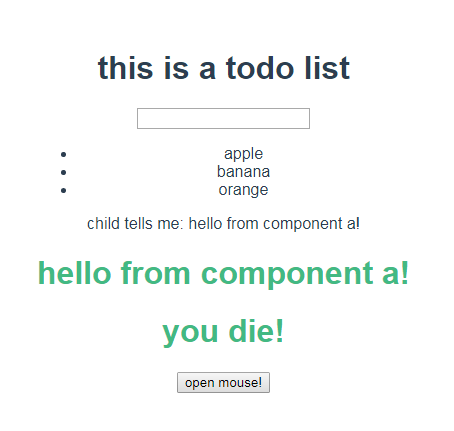 this is a todo list
apple
banana
orange
child tells me: hello from component a!
hello from component a!
you die!
open mouse!